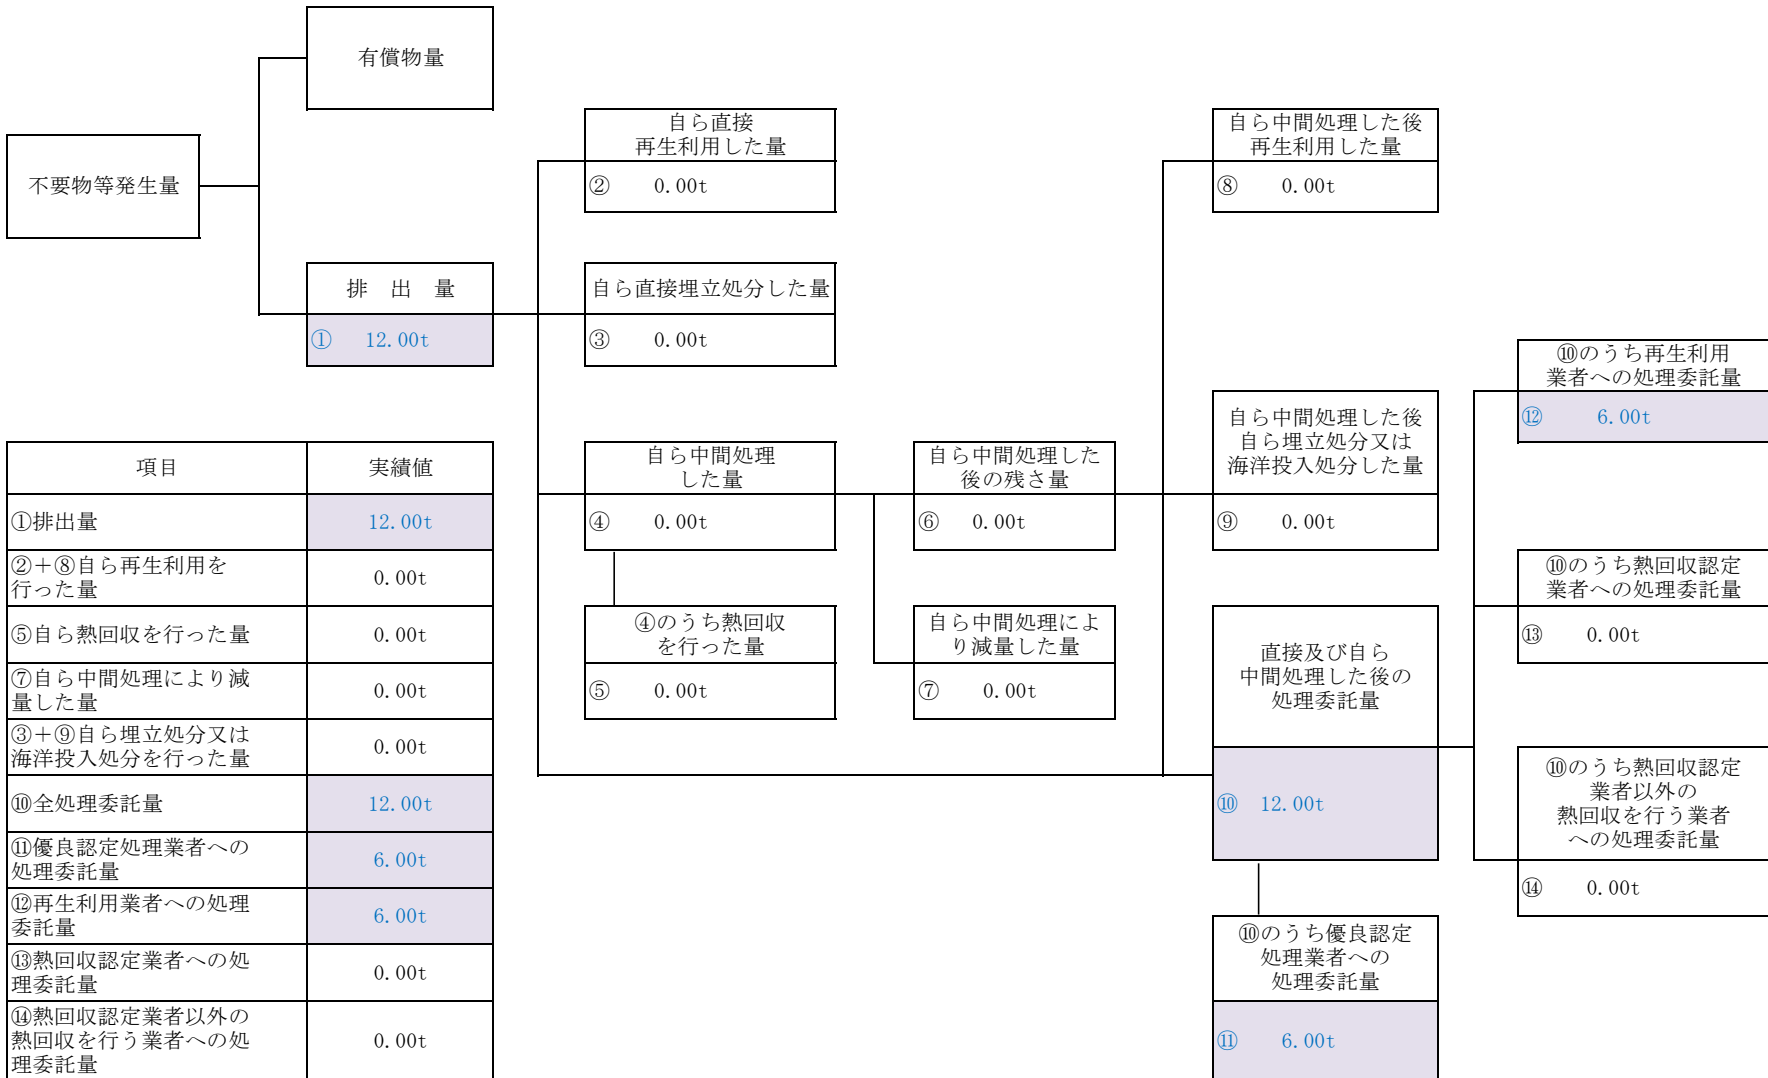 有償物量
不要物等発生量
排　出　量
① 12.00t
自ら直接
再生利用した量
② 0.00t
自ら直接埋立処分した量
③ 0.00t
自ら中間処理
した量
④ 0.00t
④のうち熱回収
を行った量
⑤ 0.00t
自ら中間処理した
後の残さ量
⑥ 0.00t
自ら中間処理によ
り減量した量
⑦ 0.00t
自ら中間処理した後
再生利用した量
⑧ 0.00t
自ら中間処理した後
自ら埋立処分又は
海洋投入処分した量
⑨ 0.00t
直接及び自ら
中間処理した後の
処理委託量
⑩ 12.00t
⑩のうち優良認定
処理業者への
処理委託量
⑪ 6.00t
⑩のうち再生利用
業者への処理委託量
⑫ 6.00t
⑩のうち熱回収認定
業者への処理委託量
⑬ 0.00t
⑩のうち熱回収認定
業者以外の
熱回収を行う業者
への処理委託量
⑭ 0.00t
項目 実績値
①排出量 12.00t
②＋⑧自ら再生利用を
行った量 0.00t
⑤自ら熱回収を行った量 0.00t
⑦自ら中間処理により減
量した量 0.00t
③＋⑨自ら埋立処分又は
海洋投入処分を行った量 0.00t
⑩全処理委託量 12.00t
⑪優良認定処理業者への
処理委託量 6.00t
⑫再生利用業者への処理
委託量 6.00t
⑬熱回収認定業者への処
理委託量 0.00t
⑭熱回収認定業者以外の
熱回収を行う業者への処
理委託量 0.00t